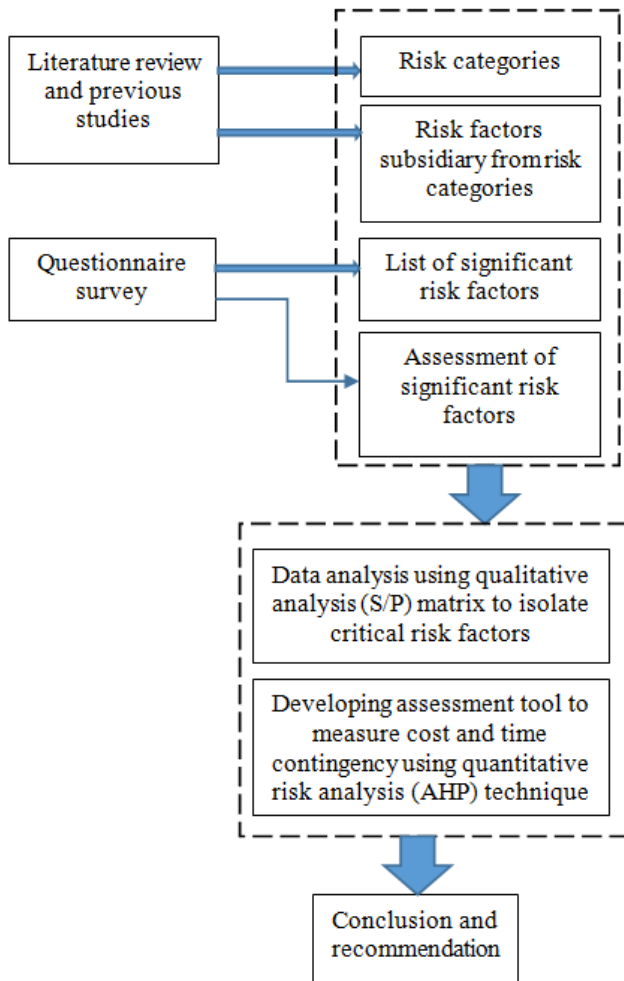 Literature review
and previous
studies
Risk categories
Risk factors
subsidiary from risk
categories
Questionnaire
survey
List of significant
risk factors
Assessment of
significant risk
factors
Data analysis using qualitative
analysis (S/P) matrix to isolate
critical risk factors
Developing assessment tool to
measure cost and time
contingency using quantitative
risk analysis (AHP) technique
Conclusion and
recommendation